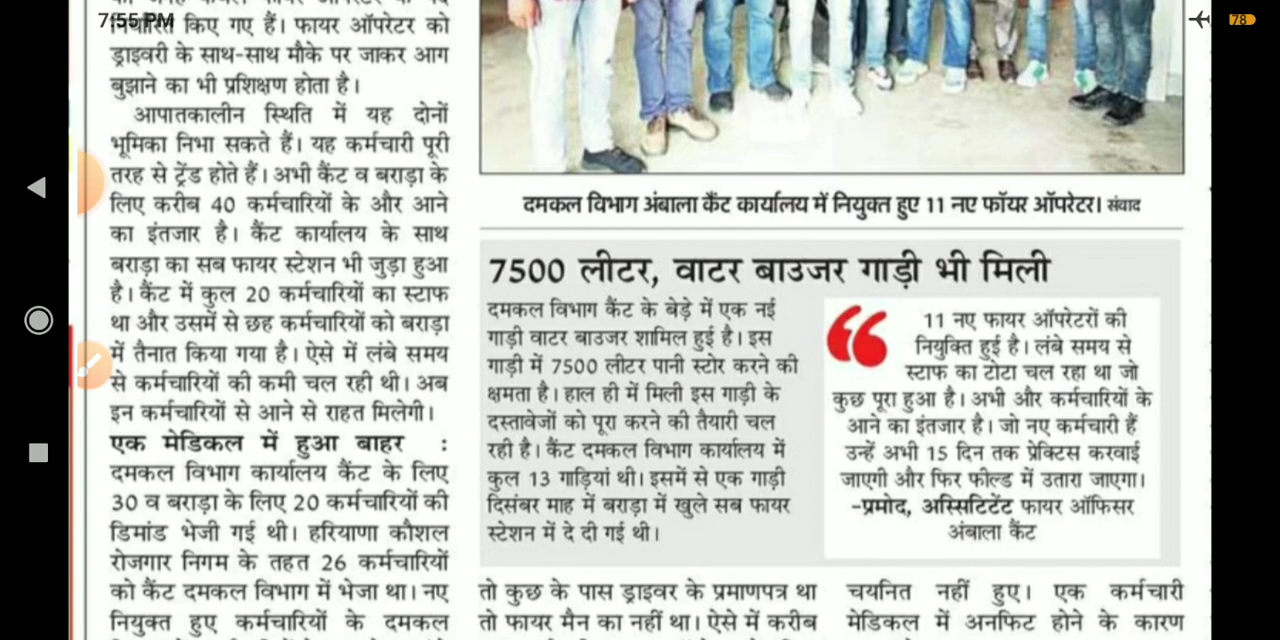 7:55 PM
78
निर्धारित किए गए हैं। फायर ऑपरेटर को
ड्राइवरी के साथ-साथ मौके पर जाकर आग
बुझाने का भी प्रशिक्षण होता है।
आपातकालीन स्थिति में यह दोनों
भूमिका निभा सकते हैं। यह कर्मचारी पूरी
तरह से ट्रेंड होते हैं। अभी कैंट व बराड़ा के
लिए करीब 40 कर्मचारियों के और आने
का इंतजार है। कैंट कार्यालय के साथ
बराड़ा का सब फायर स्टेशन भी जुड़ा हुआ
है। कैंट में कुल 20 कर्मचारियों का स्टाफ
था और उसमें से छह कर्मचारियों को बराड़ा
में तैनात किया गया है। ऐसे में लंबे समय
से कर्मचारियों की कमी चल रही थी। अब
इन कर्मचारियों से आने से राहत मिलेगी।
एक मेडिकल में हुआ बाहर :
दमकल विभाग कार्यालय कैंट के लिए
30 व बराड़ा के लिए 20 कर्मचारियों की
डिमांड भेजी गई थी। हरियाणा कौशल
रोजगार निगम के तहत 26 कर्मचारियों
को कैंट दमकल विभाग में भेजा था। नए
नियुक्त हुए कर्मचारियों के दमकल
दमकल विभाग अंबाला कैंट कार्यालय में नियुक्त हुए 11 नए फॉयर ऑपरेटर। संवाद
7500 लीटर, वाटर बाउजर गाड़ी भी मिली
दमकल विभाग कैंट के बेड़े में एक नई
गाड़ी वाटर बाउजर शामिल हुई है। इस
गाड़ी में 7500 लीटर पानी स्टोर करने की
क्षमता है। हाल ही में मिली इस गाड़ी के
दस्तावेजों को पूरा करने की तैयारी चल
रही है। कैंट दमकल विभाग कार्यालय में
कुल 13 गाड़ियां थी। इसमें से एक गाड़ी
दिसंबर माह में बराड़ा में खुले सब फायर
स्टेशन में दे दी गई थी।
11 नए फायर ऑपरेटरों की
नियुक्ति हुई है। लंबे समय से
स्टाफ का टोटा चल रहा था जो
कुछ पूरा हुआ है। अभी और कर्मचारियों के
आने का इंतजार है। जो नए कर्मचारी हैं
उन्हें अभी 15 दिन तक प्रेक्टिस करवाई
जाएगी और फिर फील्ड में उतारा जाएगा।
-प्रमोद, अस्सिटिटेंट फायर ऑफिसर
अंबाला कैंट
तो कुछ के पास ड्राइवर के प्रमाणपत्र था
तो फायर मैन का नहीं था। ऐसे में करीब
चयनित नहीं हुए। एक कर्मचारी
मेडिकल में अनफिट होने के कारण